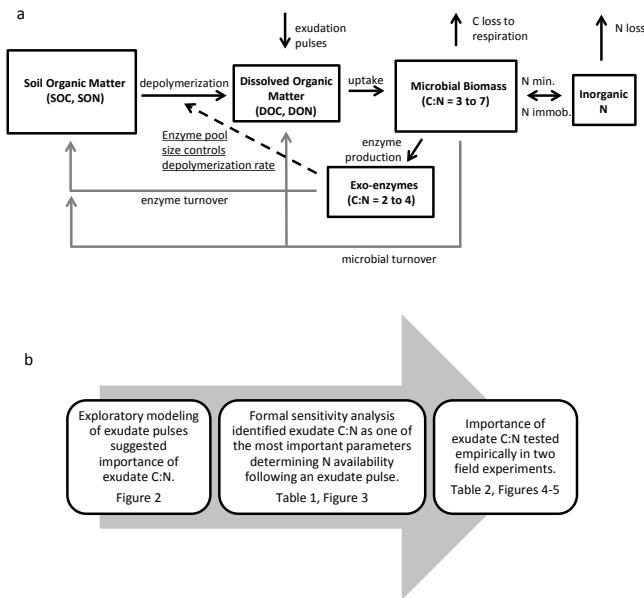 a
exudation
pulses
C loss to
respiration
N loss
Soil Organic Matter
(SOC, SON)
depolymerization
Dissolved Organic
Matter
(DOC, DON)
uptake
Microbial Biomass
(C:N = 3 to 7)
N min.
N immob.
Inorganic
N
Enzyme pool
size controls
depolymerization rate
enzyme
production
Exo-enzymes
(C:N = 2 to 4)
enzyme turnover
microbial turnover
b
Exploratory modeling
of exudate pulses
suggested
importance of
exudate C:N.
Figure 2
Formal sensitivity analysis
identified exudate C:N as one of
the most important parameters
determining N availability
following an exudate pulse.
Table 1, Figure 3
Importance of
exudate C:N tested
empirically in two
field experiments.
Table 2, Figures 4-5